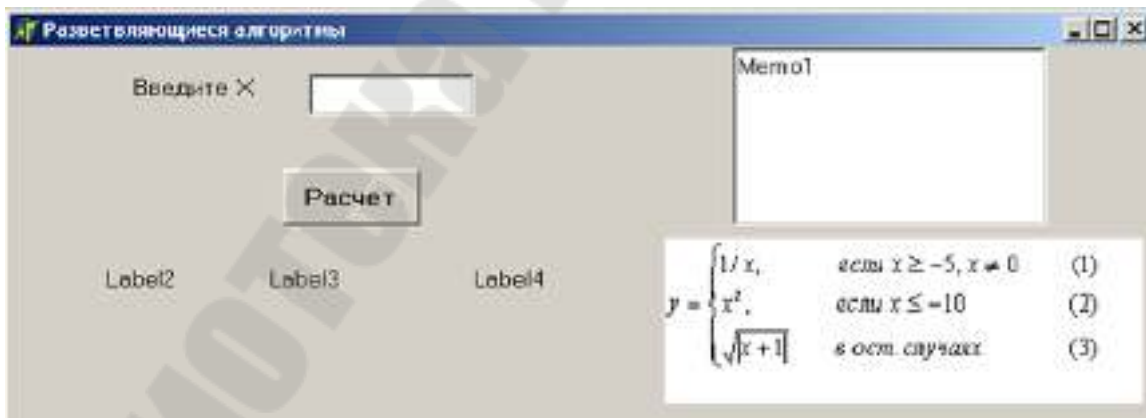 Разветвляющиеся алгоритмы
Введите X
Memo1
Расчет
Label2 Label3 Label4
y = { 1/x, если x ≥ −5, x ≠ 0 (1)
x², если x ≤ −10 (2)
√|x + 1| в ост. случаях (3)